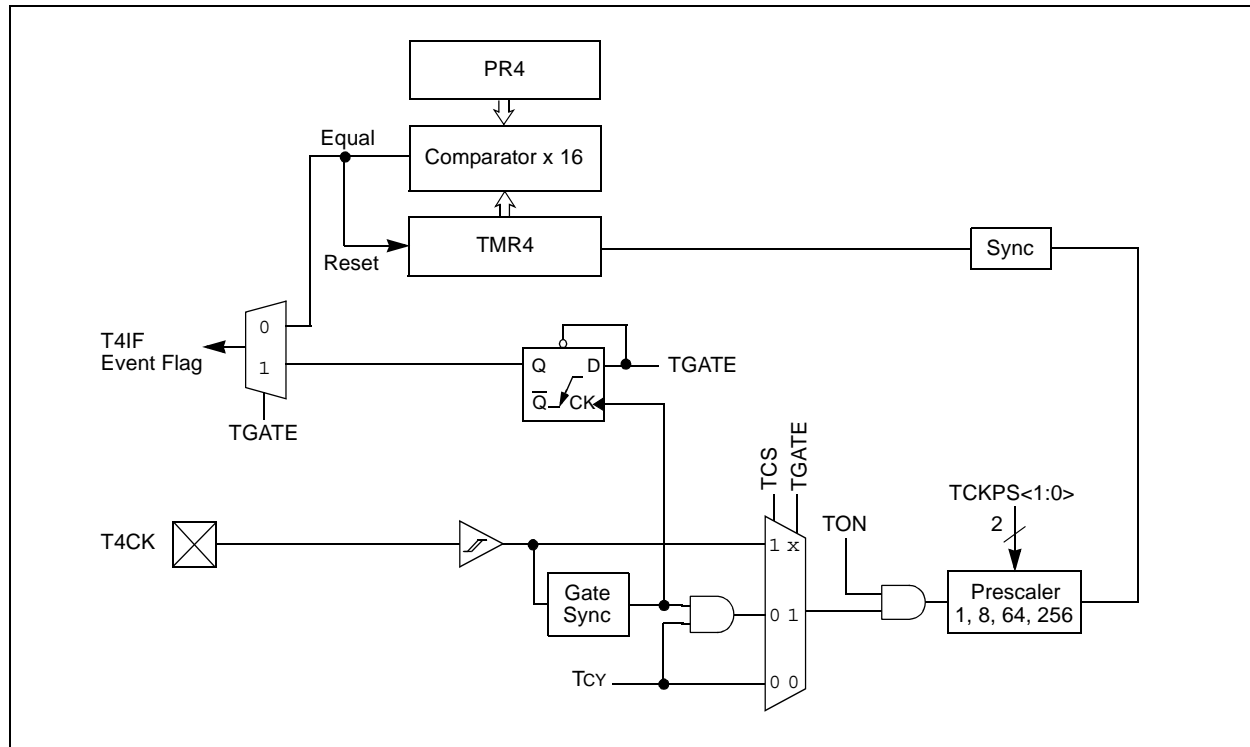 PR4
Equal
Comparator x 16
TMR4
Reset
Sync
T4IF
Event Flag
0
1
TGATE
Q
D
Q̅
CK
TGATE
TCS
TGATE
TCKPS<1:0>
2
TON
T4CK
1 x
Gate
Sync
0 1
Prescaler
1, 8, 64, 256
TCY
0 0